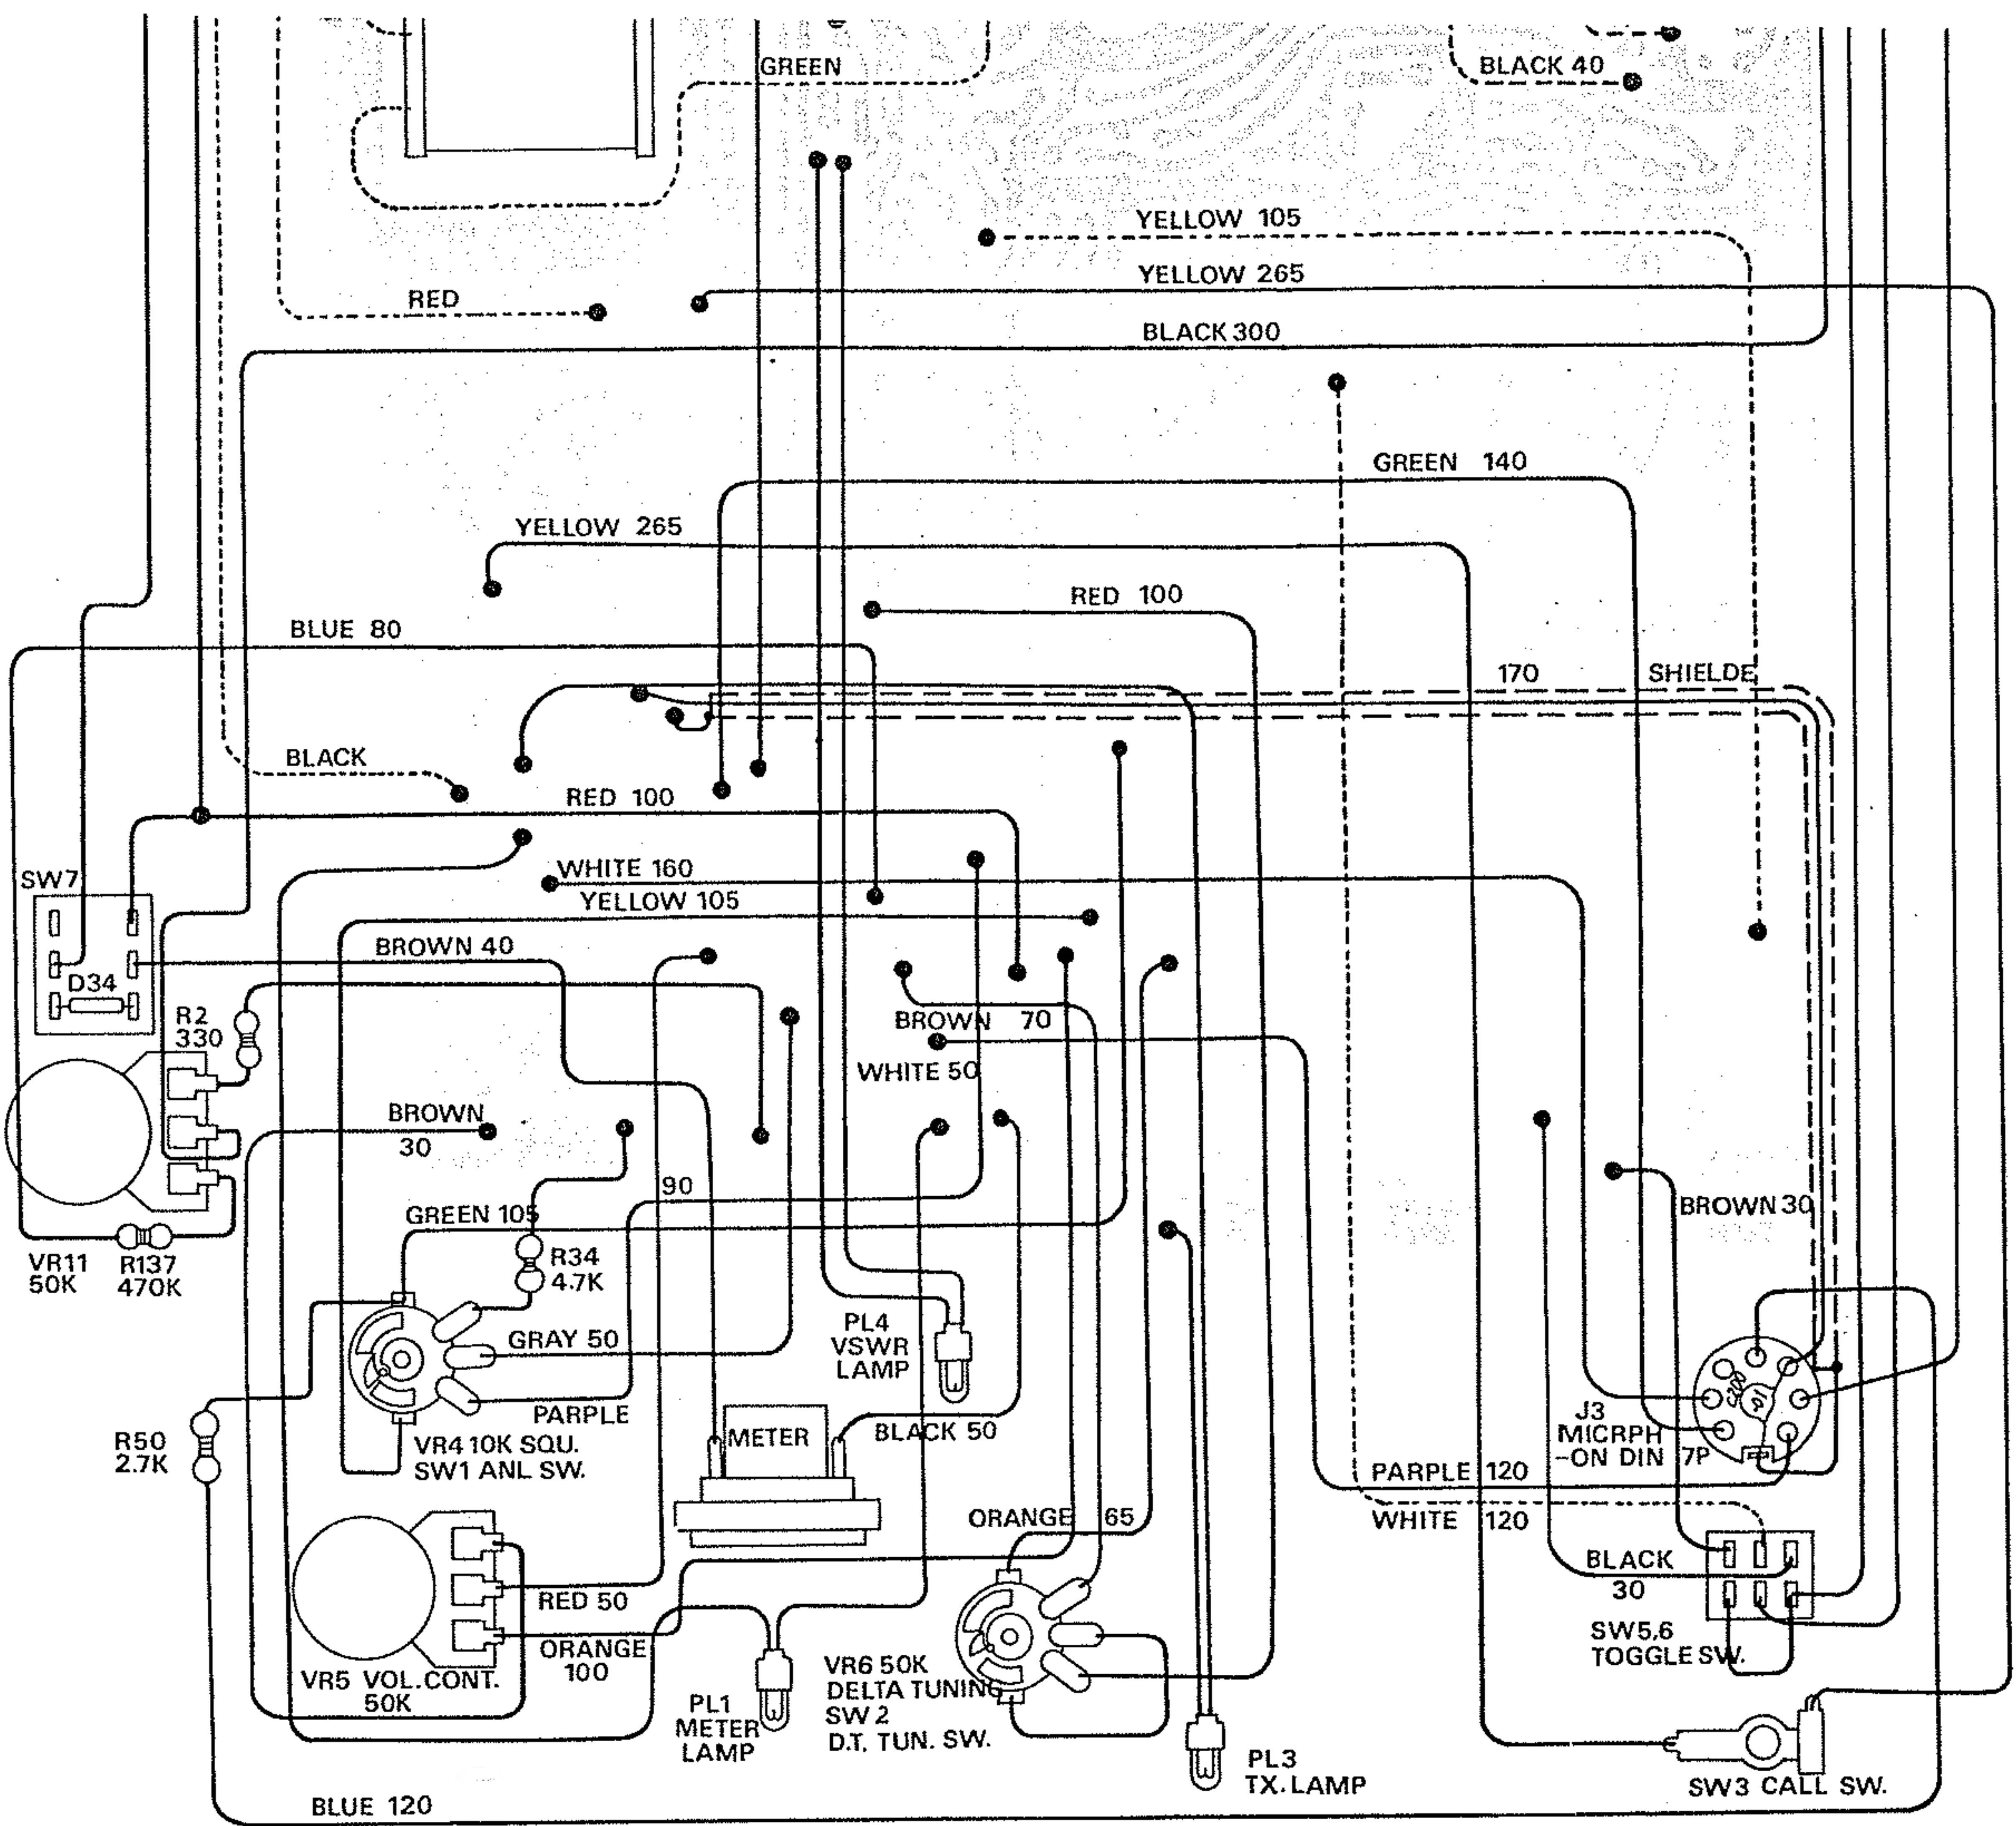 GREEN
BLACK 40
YELLOW 105
YELLOW 265
RED
BLACK 300
GREEN 140
YELLOW 265
RED 100
BLUE 80
170 SHIELDE
BLACK
RED 100
WHITE 160
SW7
YELLOW 105
BROWN 40
D34
R2
330
BROWN 70
WHITE 50
BROWN
30
90
BROWN 30
GREEN 105
VR11
50K
R137
470K
R34
4.7K
PL4
VSWR
LAMP
GRAY 50
PARPLE
J3
MICRPH
-ON DIN 7P
METER
BLACK 50
R50
2.7K
VR4 10K SQU.
SW1 ANL SW.
PARPLE 120
ORANGE 65
WHITE 120
BLACK
30
RED 50
SW5,6
TOGGLE SW.
ORANGE
100
VR5 VOL.CONT.
50K
VR6 50K
DELTA TUNING
SW 2
D.T. TUN. SW.
PL1
METER
LAMP
PL3
TX.LAMP
SW3 CALL SW.
BLUE 120